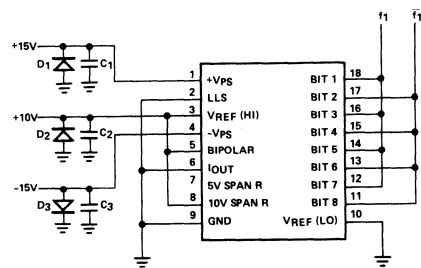 f1 f̄1
+15V
D1 C1
1 +VPS BIT 1 18
2 LLS BIT 2 17
+10V 3 VREF (HI) BIT 3 16
D2 C2 4 -VPS BIT 4 15
5 BIPOLAR BIT 5 14
6 IOUT BIT 6 13
-15V 7 5V SPAN R BIT 7 12
D3 C3 8 10V SPAN R BIT 8 11
9 GND VREF (LO) 10